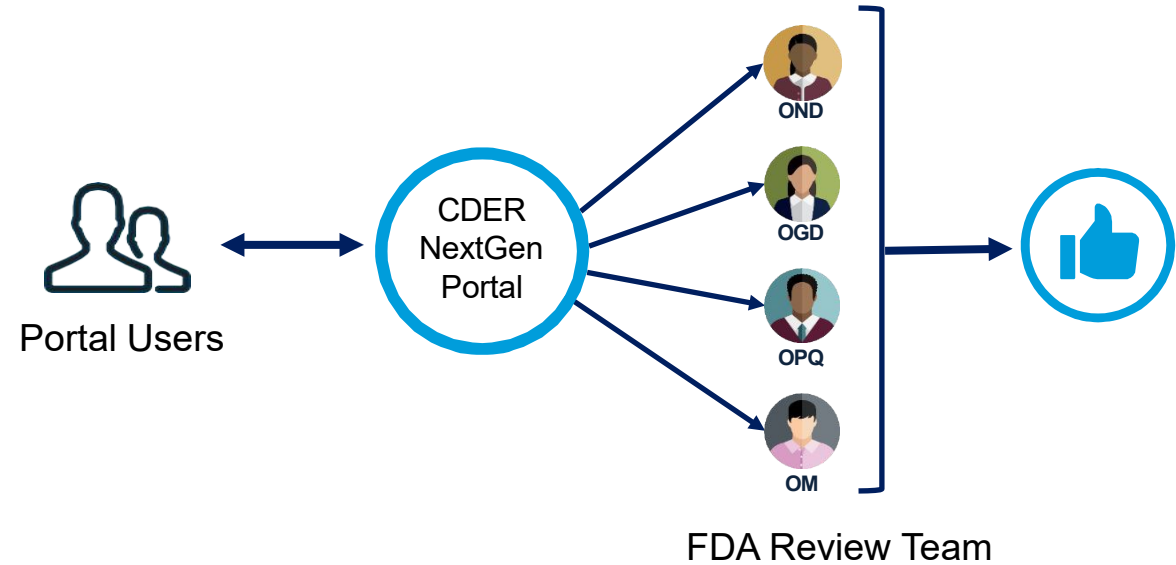 Portal Users
CDER
NextGen
Portal
OND
OGD
OPQ
OM
FDA Review Team